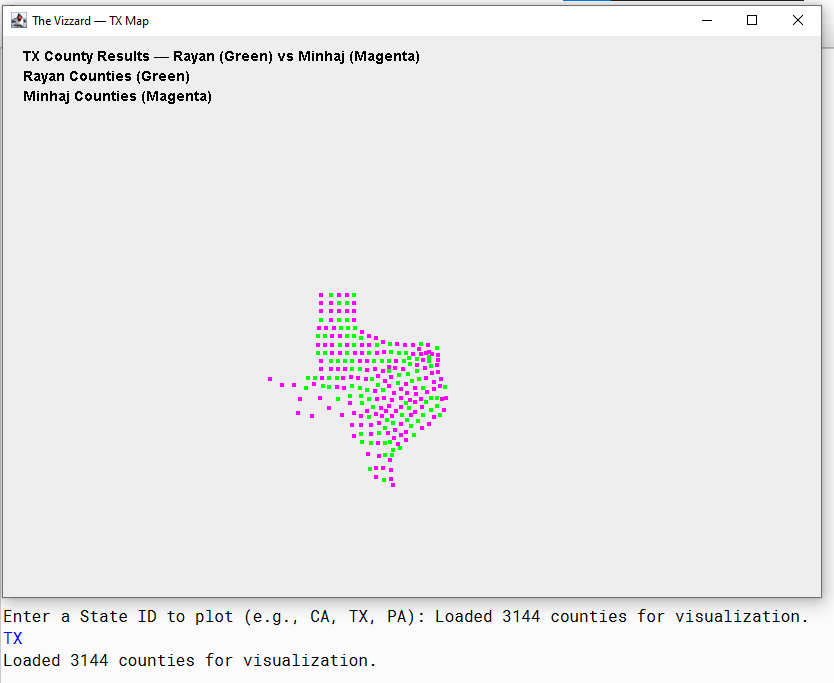 The Vizzard — TX Map
TX County Results — Rayan (Green) vs Minhaj (Magenta)
Rayan Counties (Green)
Minhaj Counties (Magenta)
Enter a State ID to plot (e.g., CA, TX, PA): Loaded 3144 counties for visualization.
TX
Loaded 3144 counties for visualization.